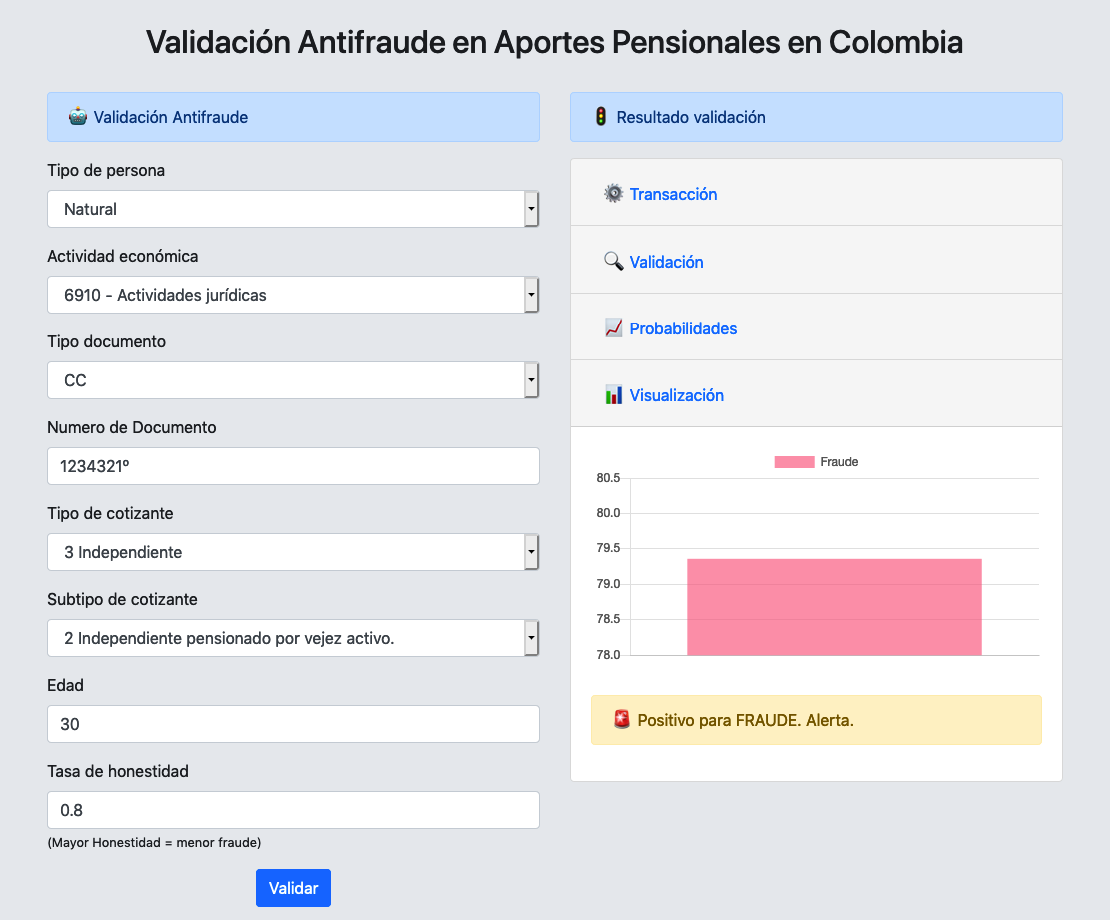 Validación Antifraude en Aportes Pensionales en Colombia
Validación Antifraude
Tipo de persona
Natural
Actividad económica
6910 - Actividades jurídicas
Tipo documento
CC
Numero de Documento
1234321º
Tipo de cotizante
3 Independiente
Subtipo de cotizante
2 Independiente pensionado por vejez activo.
Edad
30
Tasa de honestidad
0.8
(Mayor Honestidad = menor fraude)
Validar
Resultado validación
Transacción
Validación
Probabilidades
Visualización
Fraude
80.5
80.0
79.5
79.0
78.5
78.0
Positivo para FRAUDE. Alerta.